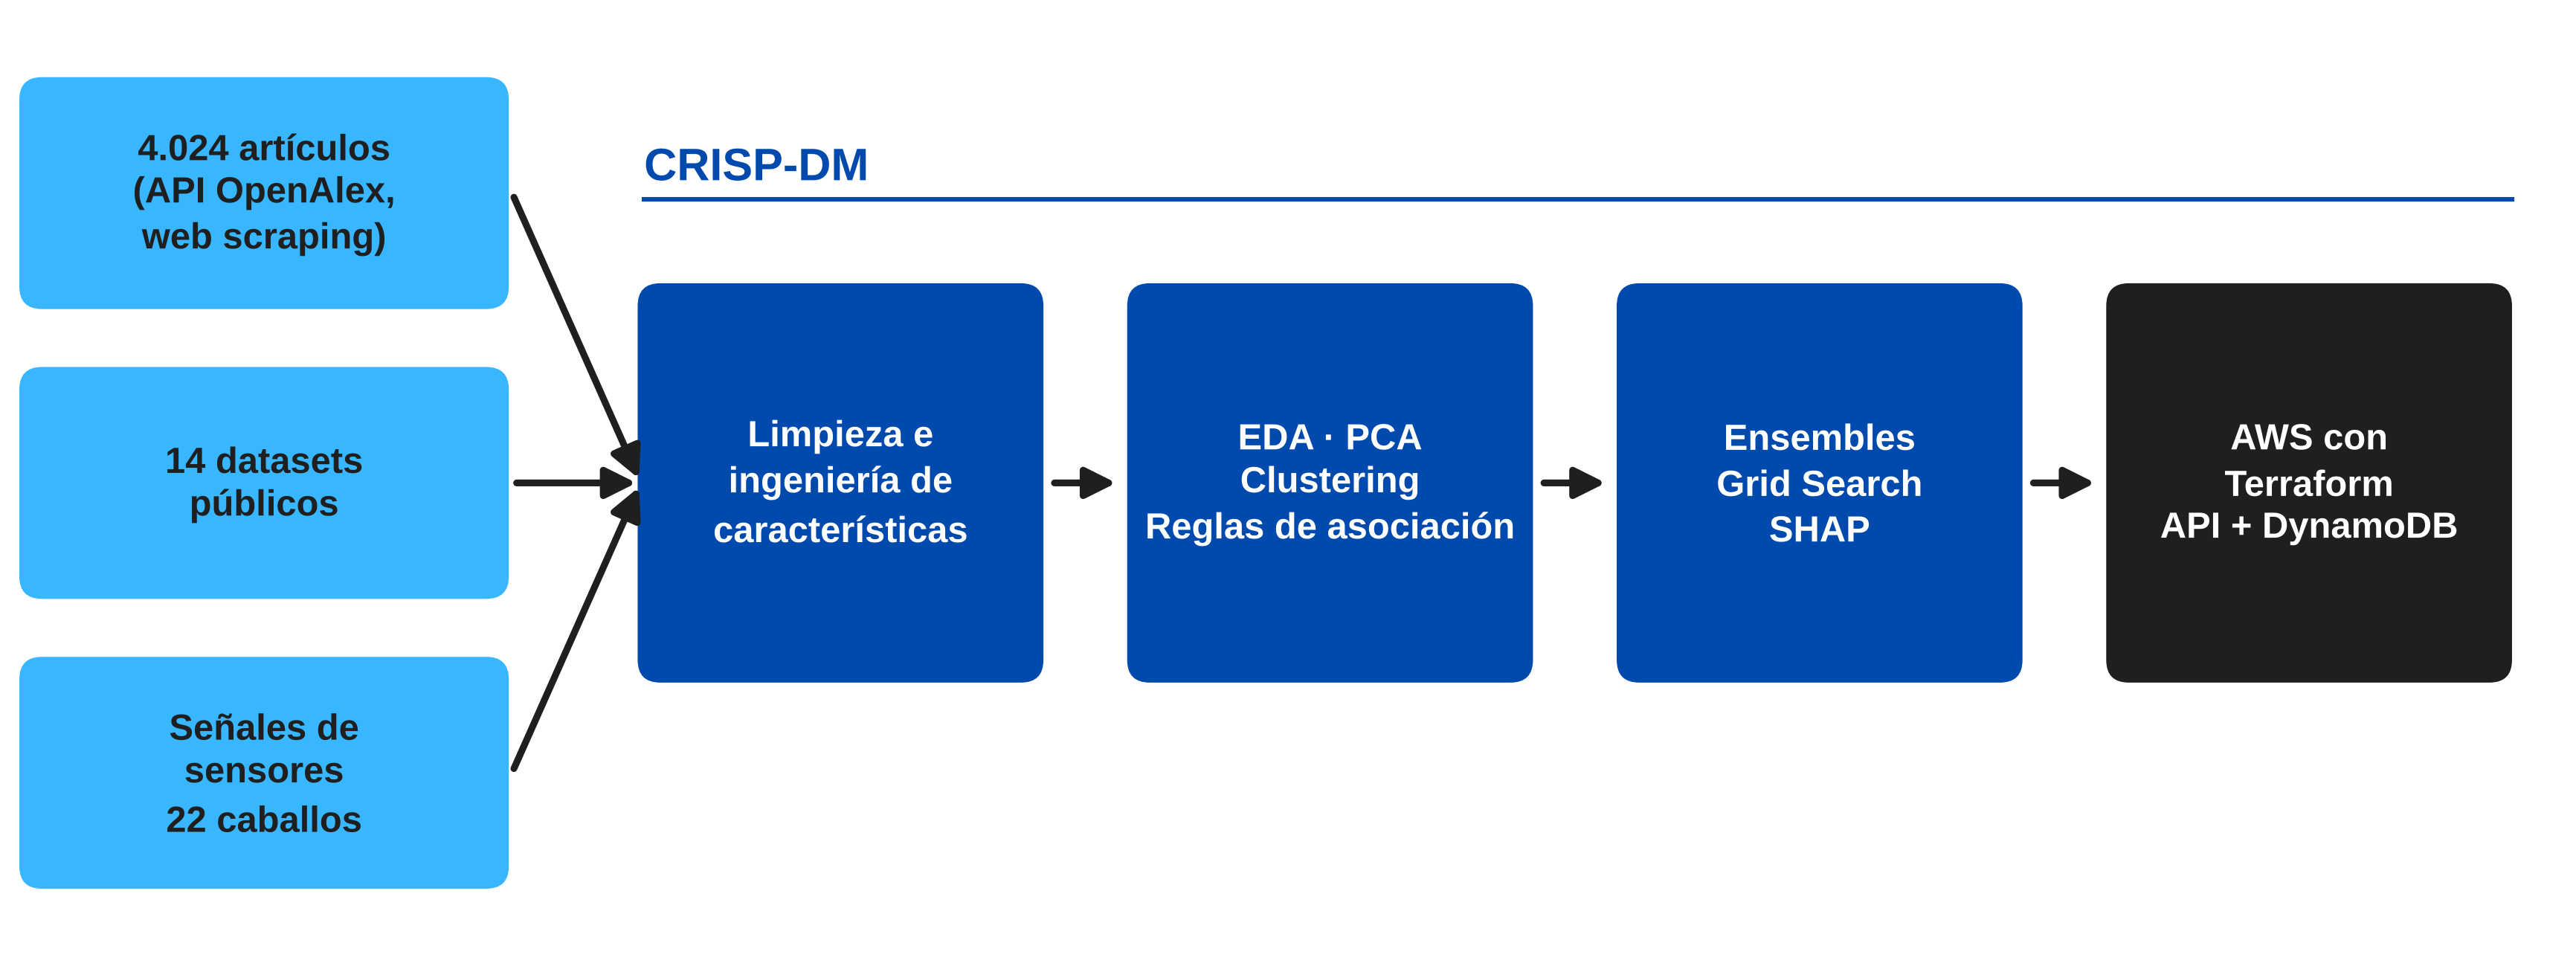 4.024 artículos
(API OpenAlex,
web scraping)
14 datasets
públicos
Señales de
sensores
22 caballos
CRISP-DM
Limpieza e
ingeniería de
características
EDA · PCA
Clustering
Reglas de asociación
Ensembles
Grid Search
SHAP
AWS con
Terraform
API + DynamoDB